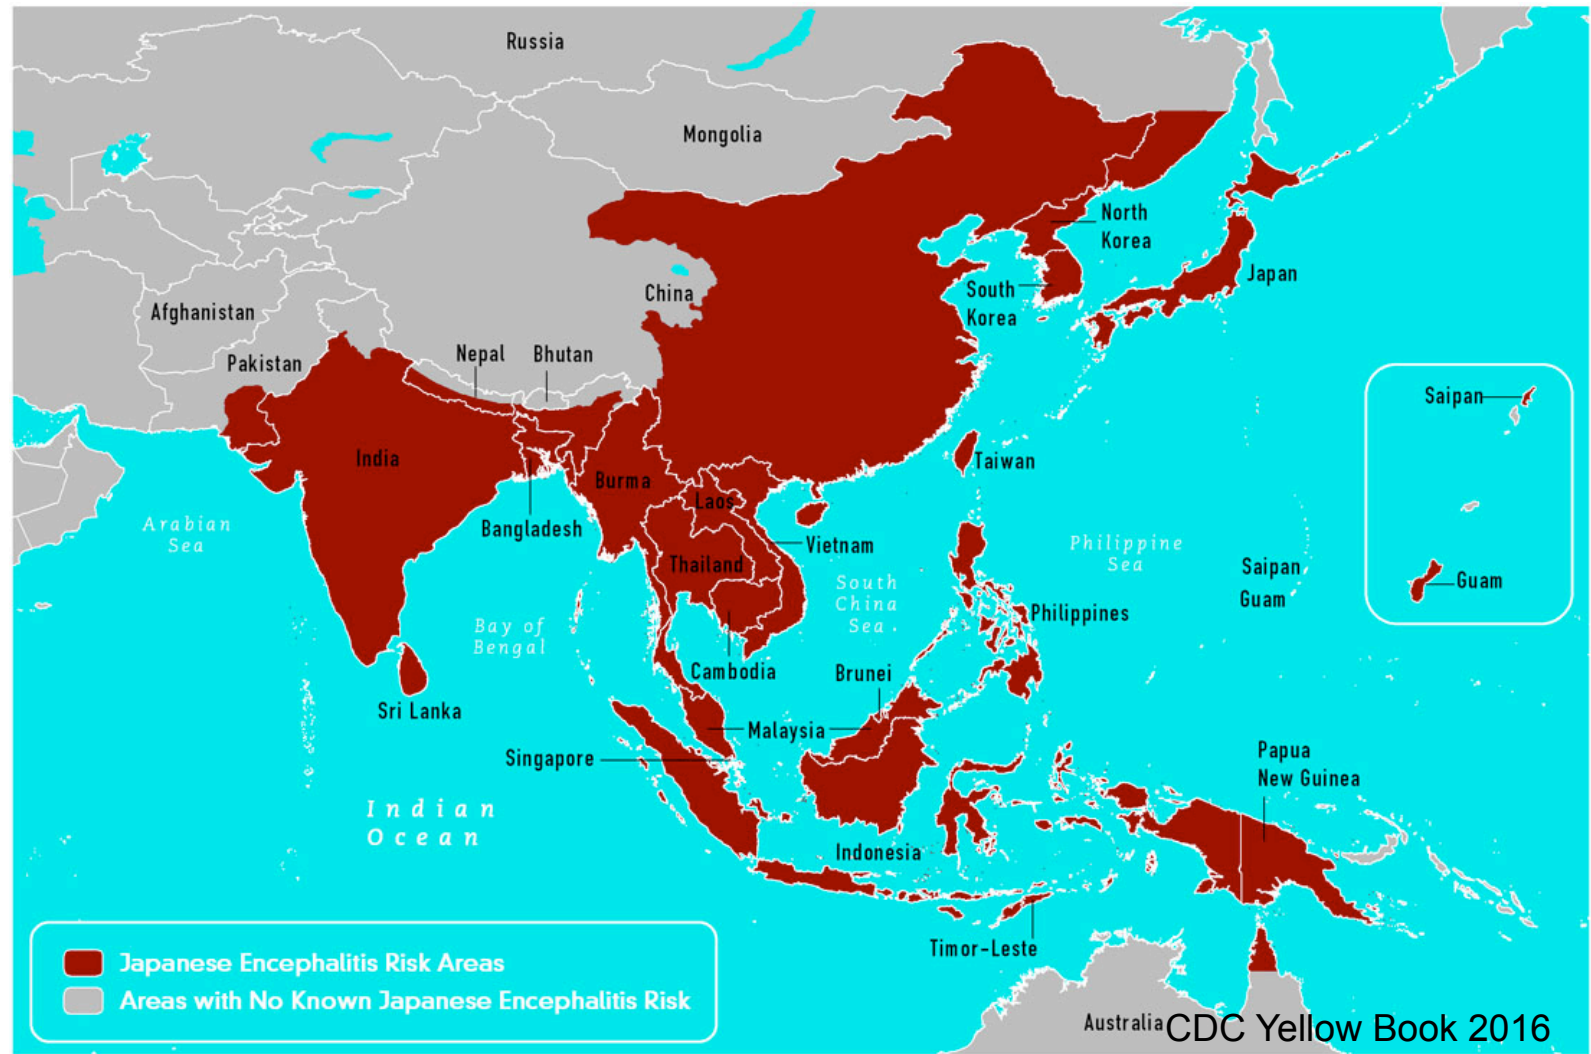 Russia
Mongolia
North
Korea
Japan
South
Korea
China
Afghanistan
Pakistan
Nepal
Bhutan
Saipan
India
Taiwan
Burma
Laos
Arabian
Sea
Bangladesh
Vietnam
Philippine
Sea
Thailand
Saipan
Guam
Guam
South
China
Sea
Philippines
Bay of
Bengal
Cambodia
Brunei
Sri Lanka
Malaysia
Singapore
Papua
New Guinea
Indian
Ocean
Indonesia
Timor-Leste
Japanese Encephalitis Risk Areas
Areas with No Known Japanese Encephalitis Risk
Australia
CDC Yellow Book 2016